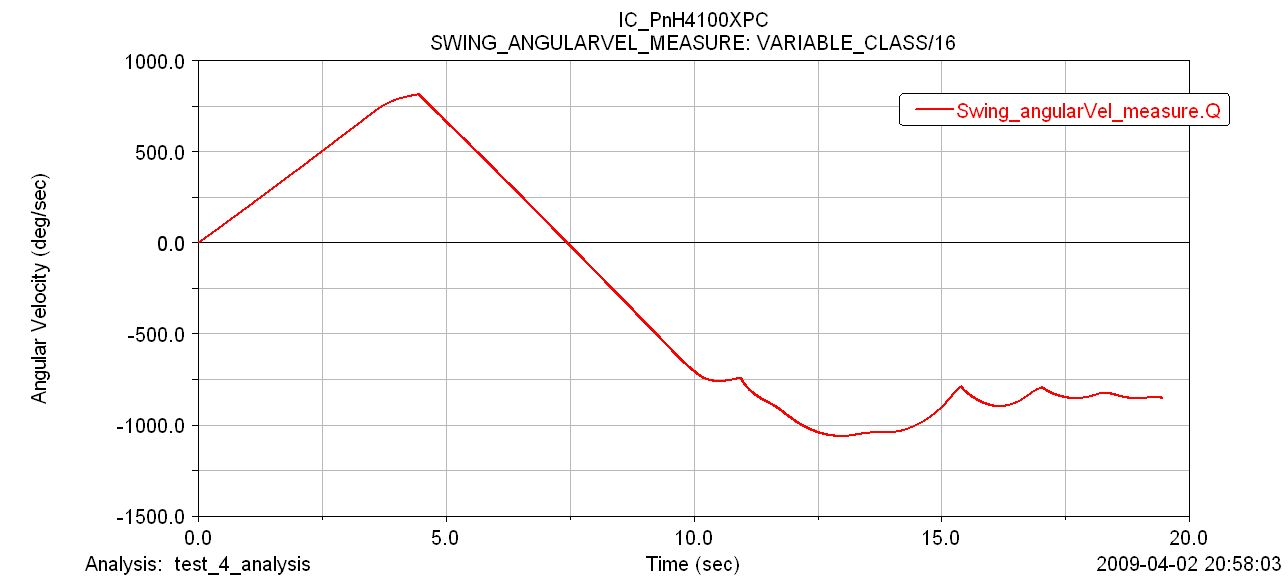 IC_PnH4100XPC
SWING_ANGULARVEL_MEASURE: VARIABLE_CLASS/16
1000.0
500.0
0.0
-500.0
-1000.0
-1500.0
Angular Velocity (deg/sec)
Swing_angularVel_measure.Q
0.0 5.0 10.0 15.0 20.0
Analysis: test_4_analysis Time (sec) 2009-04-02 20:58:03